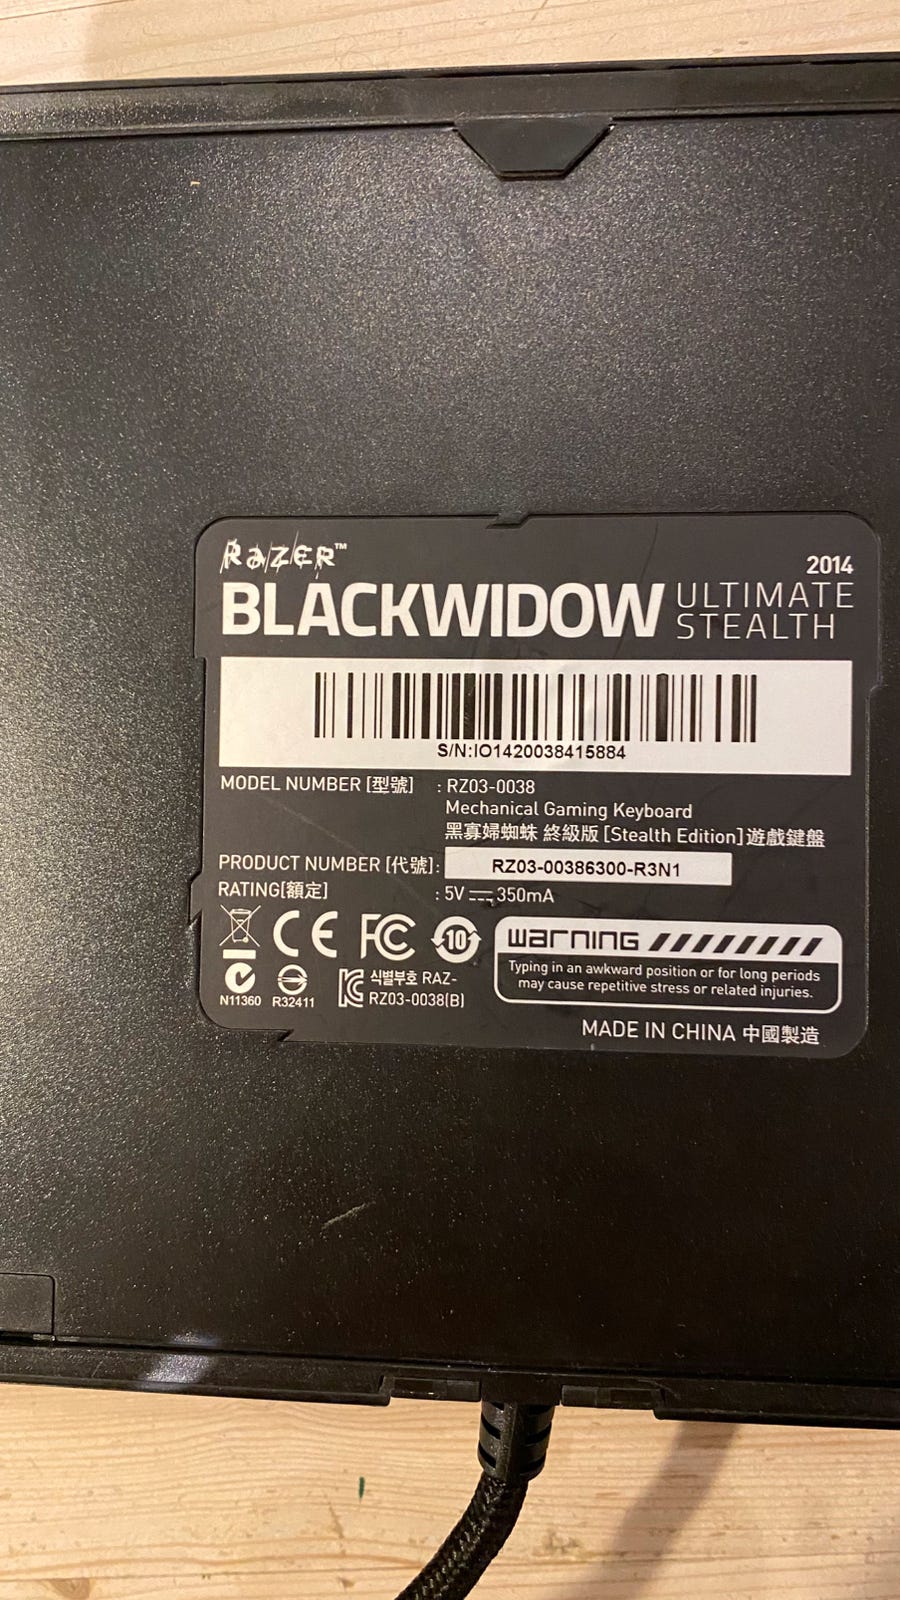 RAZER™
2014
BLACKWIDOW ULTIMATE
STEALTH
S/N:IO1420038415884
MODEL NUMBER [型號] : RZ03-0038
Mechanical Gaming Keyboard
黑寡婦蜘蛛 終級版 [Stealth Edition]遊戲鍵盤
PRODUCT NUMBER [代號]: RZ03-00386300-R3N1
RATING[額定] : 5V 350mA
CE FC 10
warning
Typing in an awkward position or for long periods
may cause repetitive stress or related injuries.
N11360 R32411
식별부호 RAZ-
RZ03-0038(B)
MADE IN CHINA 中國製造